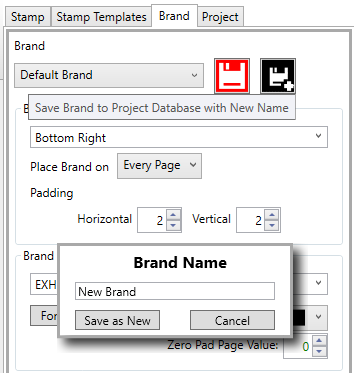 Stamp Stamp Templates Brand Project
Brand
Default Brand
Save Brand to Project Database with New Name
B
Bottom Right
Place Brand on Every Page
Padding
Horizontal 2 Vertical 2
Brand
Brand Name
EXH
New Brand
For
Save as New Cancel
Zero Pad Page Value: 0